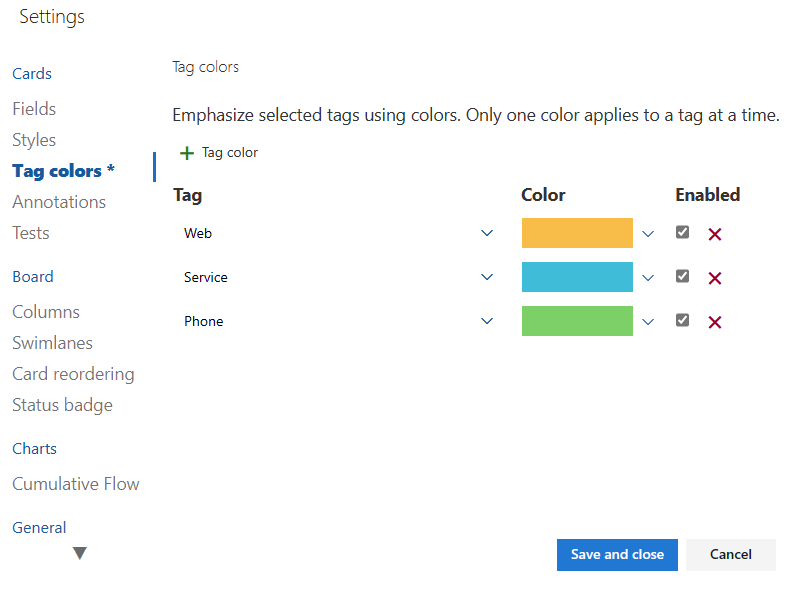 Settings
Cards
Fields
Styles
Tag colors *
Annotations
Tests
Board
Columns
Swimlanes
Card reordering
Status badge
Charts
Cumulative Flow
General
Tag colors
Emphasize selected tags using colors. Only one color applies to a tag at a time.
+ Tag color
Tag Color Enabled
Web
Service
Phone
Save and close Cancel